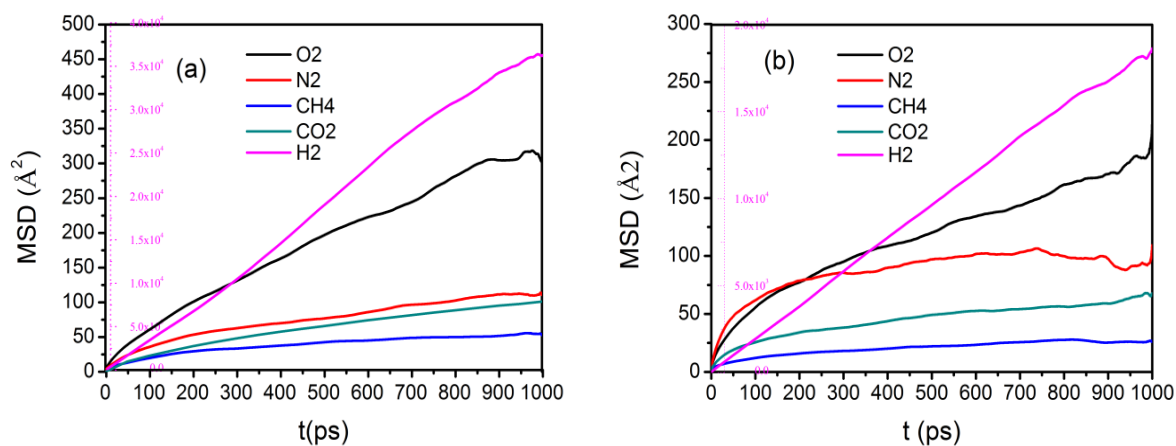 (a)
O2
N2
CH4
CO2
H2
MSD (Å²)
500
450
400
350
300
250
200
150
100
50
0
4.0x10⁴
3.5x10⁴
3.0x10⁴
2.5x10⁴
2.0x10⁴
1.5x10⁴
1.0x10⁴
5.0x10³
0.0
0 100 200 300 400 500 600 700 800 900 1000
t(ps)
(b)
O2
N2
CH4
CO2
H2
MSD (Å2)
300
250
200
150
100
50
0
2.0x10⁴
1.5x10⁴
1.0x10⁴
5.0x10³
0.0
0 100 200 300 400 500 600 700 800 900 1000
t (ps)